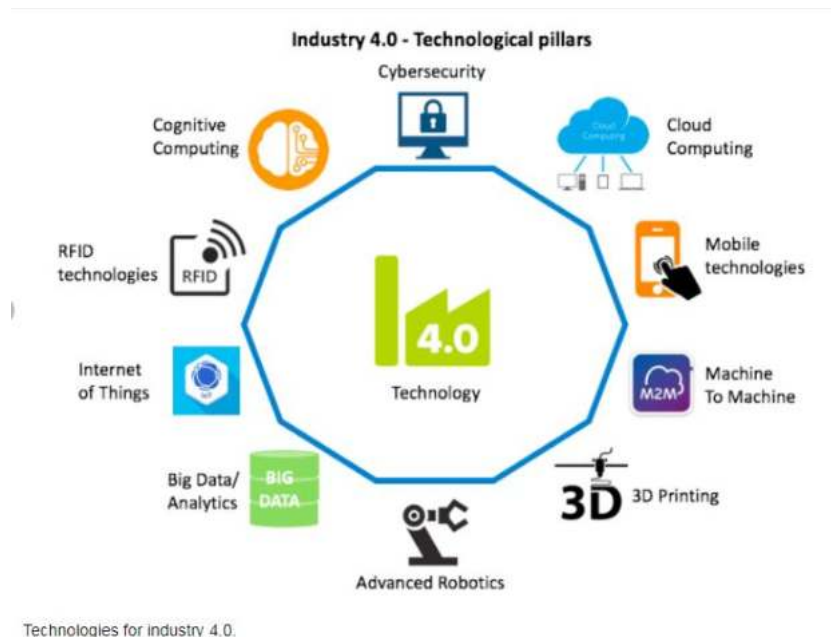 Industry 4.0 - Technological pillars
Cybersecurity
Cognitive
Computing
Cloud
Computing
Cloud
Computing
RFID
technologies
RFID
Mobile
technologies
4.0
Technology
Internet
of Things
IoT
M2M
Machine
To Machine
Big Data/
Analytics
BIG
DATA
3D
3D Printing
Advanced Robotics
Technologies for industry 4.0.